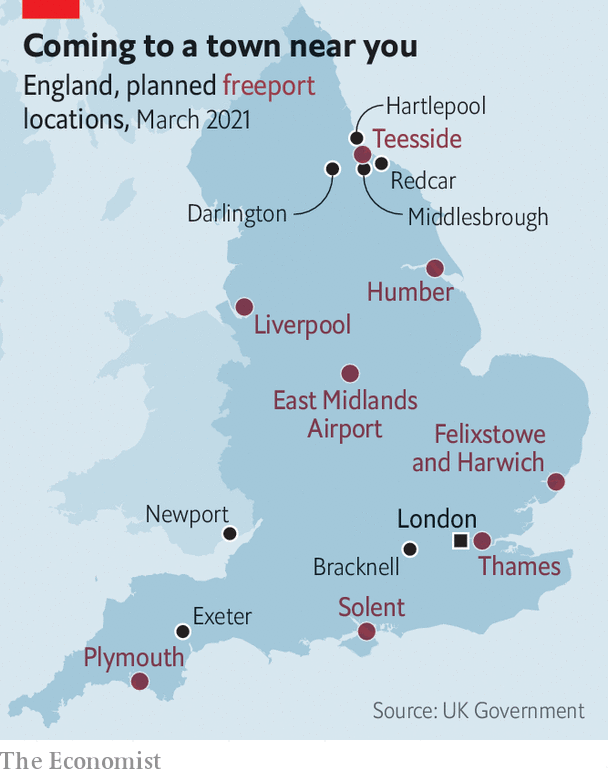 Coming to a town near you
England, planned freeport
locations, March 2021
Hartlepool
Teesside
Redcar
Darlington
Middlesbrough
Humber
Liverpool
East Midlands
Airport
Felixstowe
and Harwich
Newport
London
Bracknell
Thames
Solent
Exeter
Plymouth
Source: UK Government
The Economist